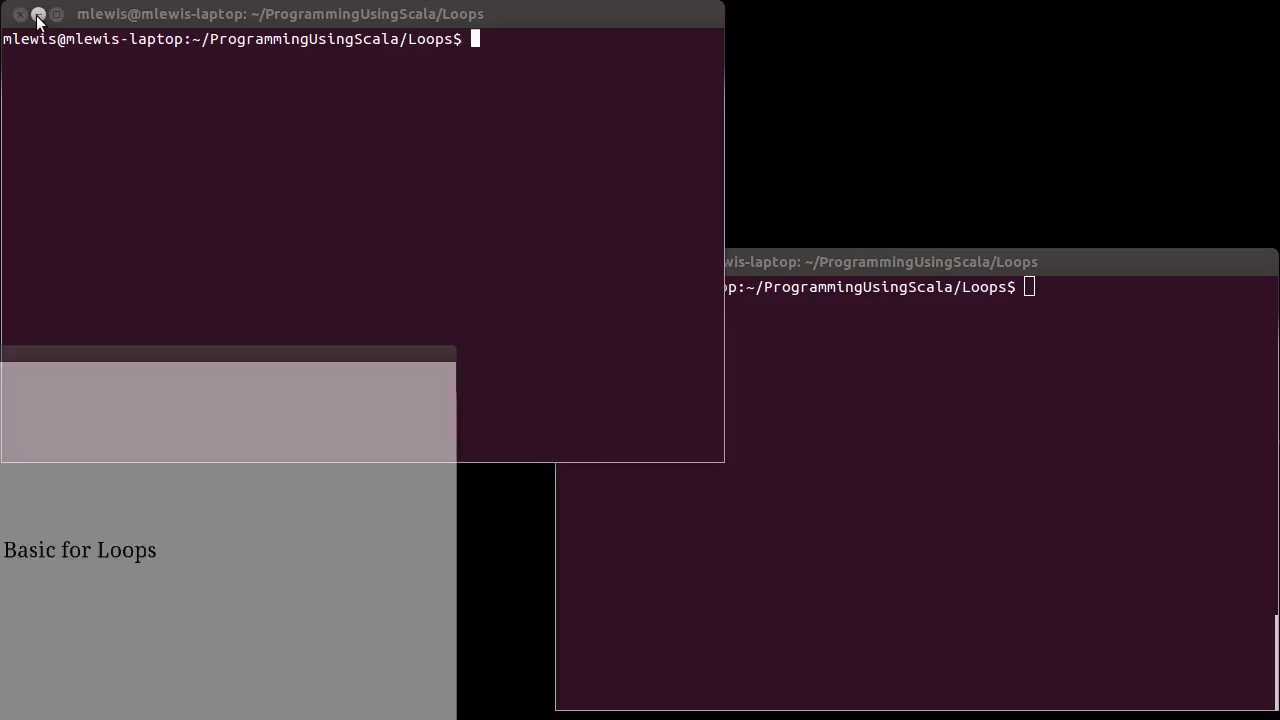 mlewis@mlewis-laptop: ~/ProgrammingUsingScala/Loops
mlewis@mlewis-laptop:~/ProgrammingUsingScala/Loops$
wis-laptop: ~/ProgrammingUsingScala/Loops
op:~/ProgrammingUsingScala/Loops$
Basic for Loops